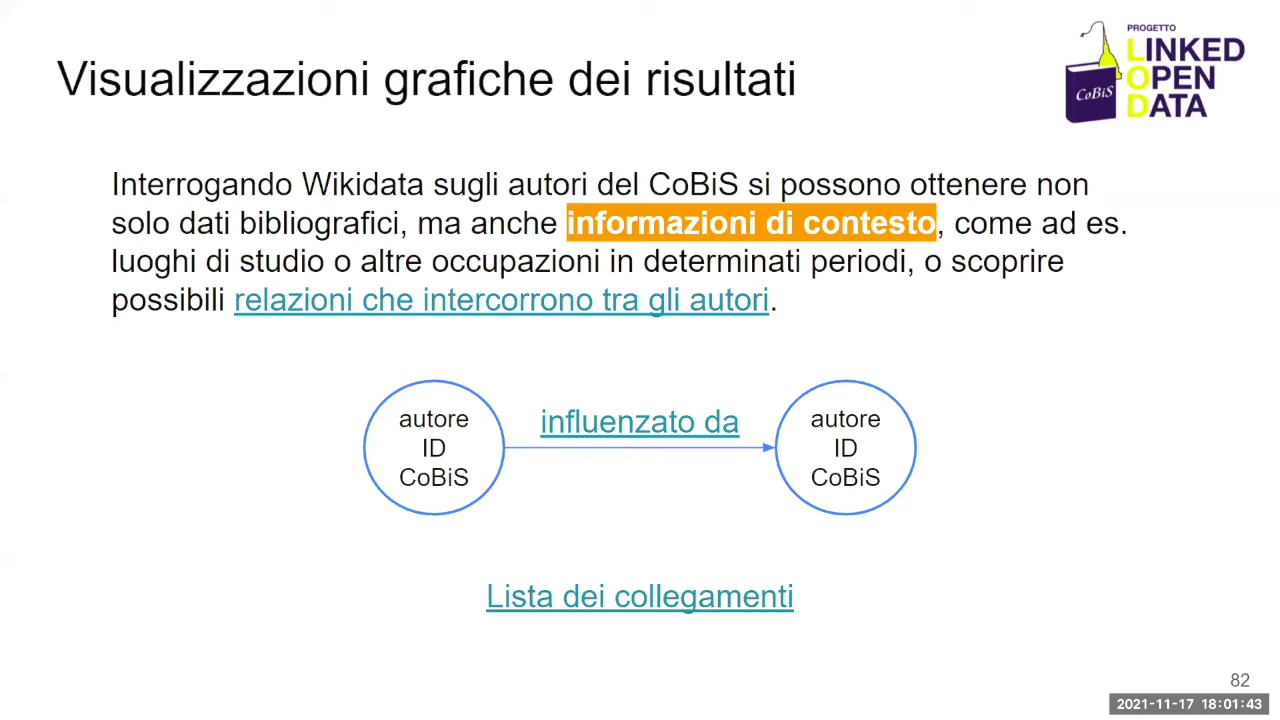 PROGETTO
LINKED
OPEN
DATA
CoBiS
Visualizzazioni grafiche dei risultati
Interrogando Wikidata sugli autori del CoBiS si possono ottenere non
solo dati bibliografici, ma anche informazioni di contesto, come ad es.
luoghi di studio o altre occupazioni in determinati periodi, o scoprire
possibili relazioni che intercorrono tra gli autori.
autore
ID
CoBiS
influenzato da
autore
ID
CoBiS
Lista dei collegamenti
82
2021-11-17 18:01:43